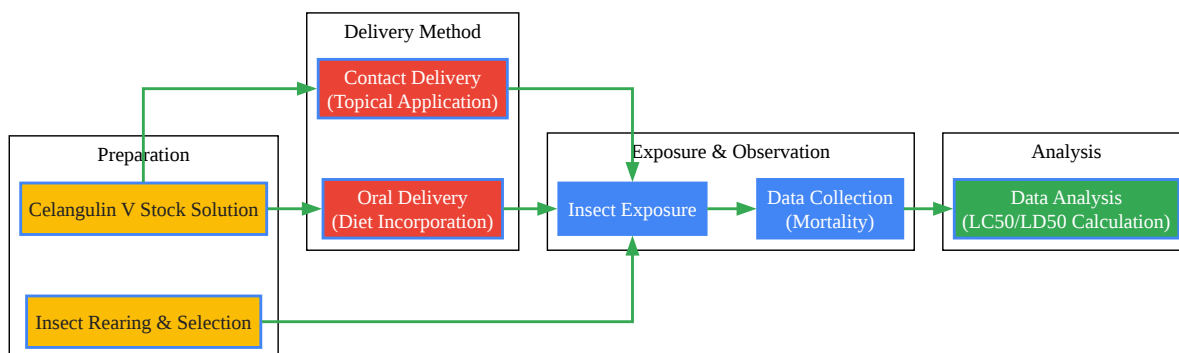 Preparation
Celangulin V Stock Solution
Insect Rearing & Selection
Delivery Method
Contact Delivery
(Topical Application)
Oral Delivery
(Diet Incorporation)
Exposure & Observation
Insect Exposure
Data Collection
(Mortality)
Analysis
Data Analysis
(LC50/LD50 Calculation)